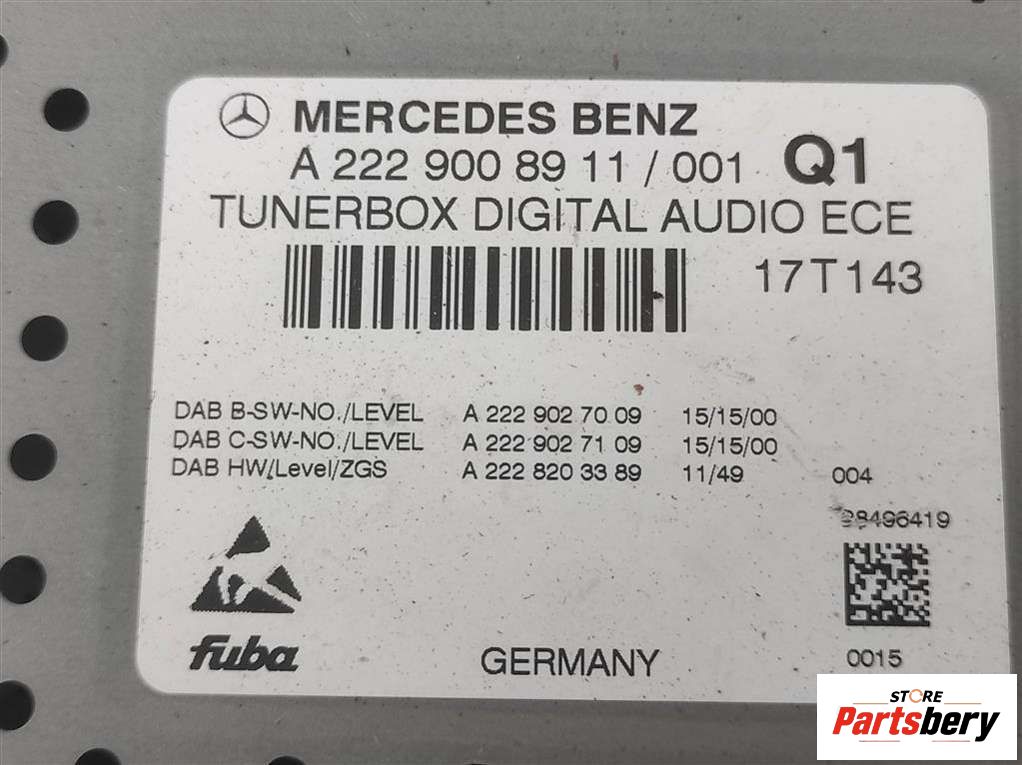 MERCEDES BENZ
A 222 900 89 11 / 001 Q1
TUNERBOX DIGITAL AUDIO ECE
17T143
DAB B-SW-NO./LEVEL A 222 902 70 09 15/15/00
DAB C-SW-NO./LEVEL A 222 902 71 09 15/15/00
DAB HW/Level/ZGS A 222 820 33 89 11/49 004
fuba
GERMANY
0015
STORE
Partsbery